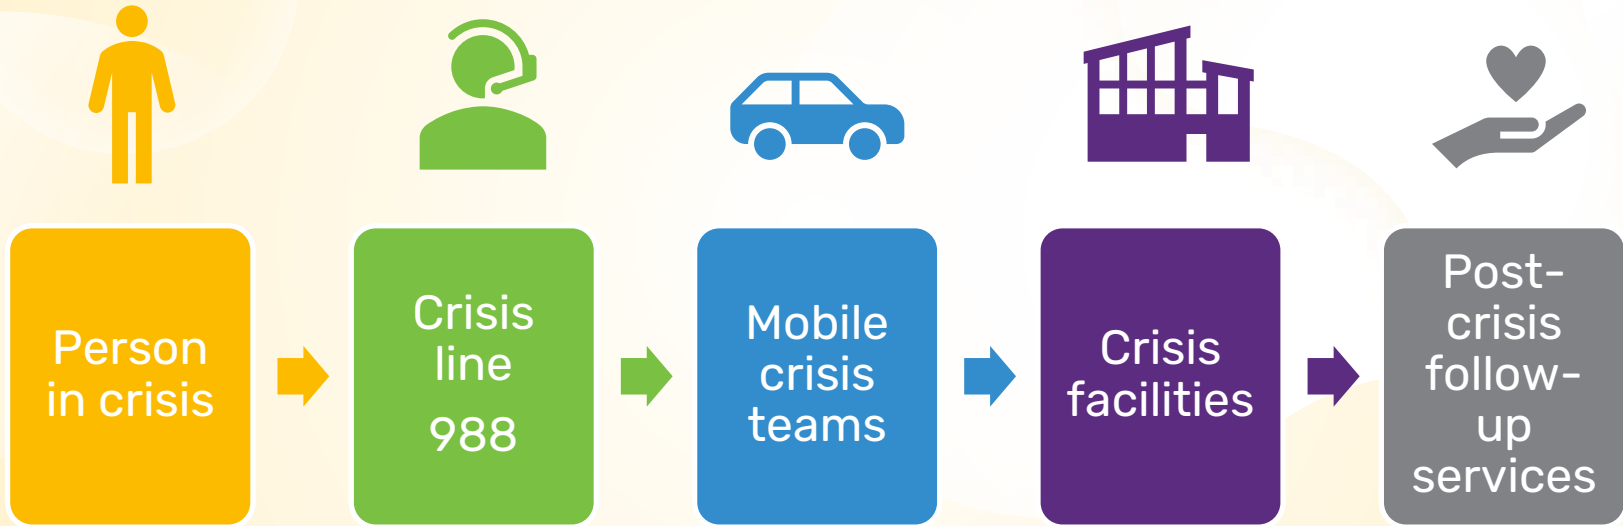 Person
in crisis
Crisis
line
988
Mobile
crisis
teams
Crisis
facilities
Post-
crisis
follow-
up
services